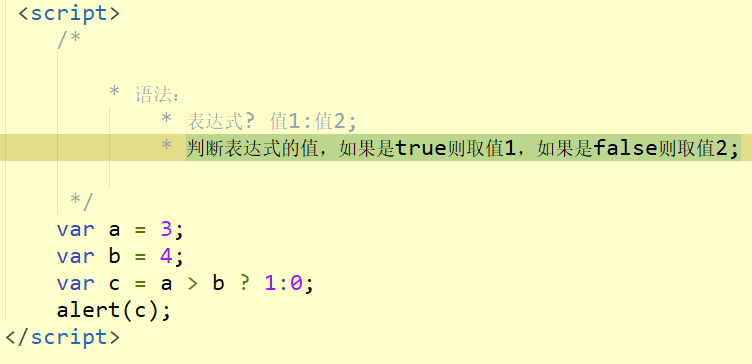 <script>
/*
* 语法:
* 表达式? 值1:值2;
* 判断表达式的值，如果是true则取值1，如果是false则取值2;
*/
var a = 3;
var b = 4;
var c = a > b ? 1:0;
alert(c);
</script>